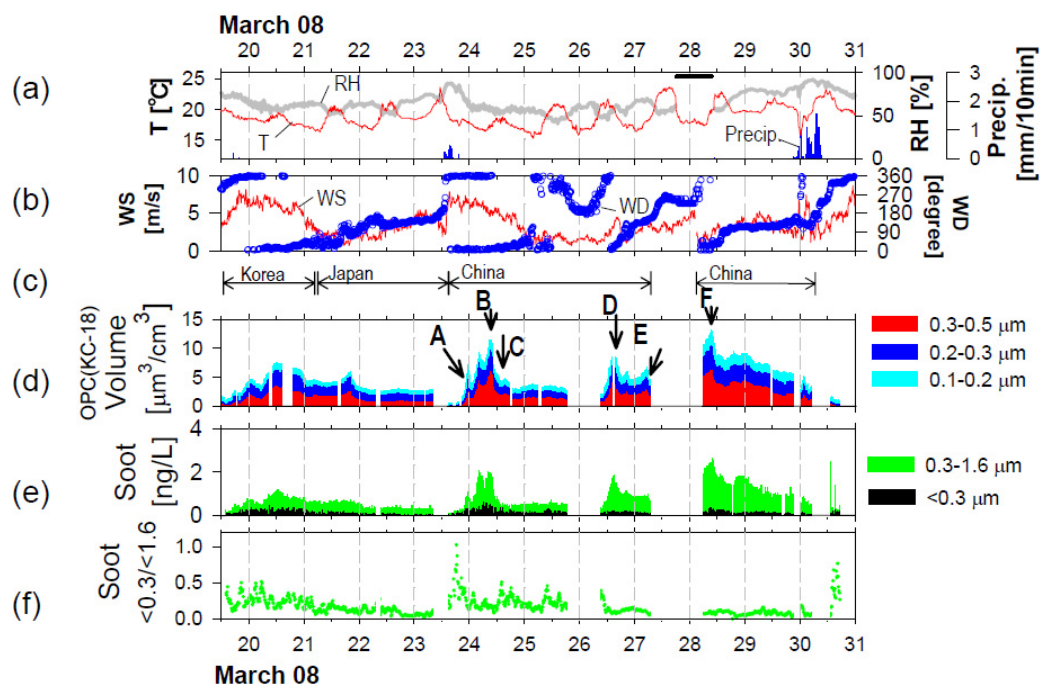 March 08
20 21 22 23 24 25 26 27 28 29 30 31
(a)
T [℃]
25
20
15
RH
T
Precip.
100
50
0
RH [%]
3
2
1
0
Precip.
[mm/10min]
(b)
WS
[m/s]
10
5
0
WS
WD
360
270
180
90
0
WD
[degree]
(c)
Korea Japan China China
(d)
OPC(KC-18)
Volume
[μm³/cm³]
15
10
5
0
A B C D E F
0.3-0.5 μm
0.2-0.3 μm
0.1-0.2 μm
(e)
Soot
[ng/L]
4
2
0
0.3-1.6 μm
<0.3 μm
(f)
Soot
<0.3/<1.6
1.0
0.5
0.0
20 21 22 23 24 25 26 27 28 29 30 31
March 08